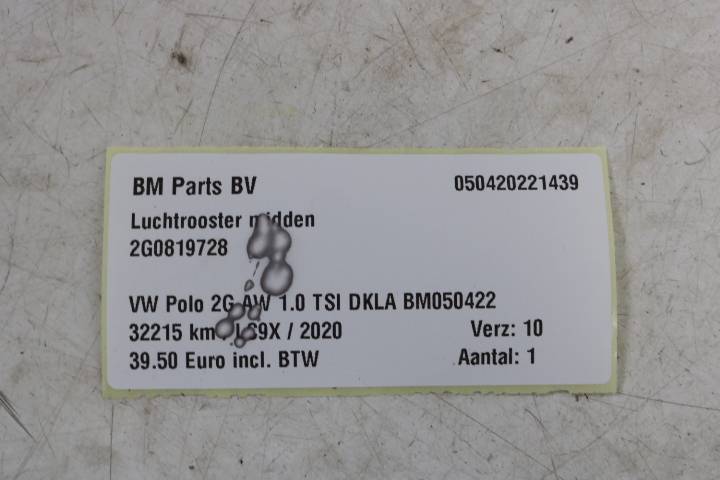 BM Parts BV 050420221439
Luchtrooster midden
2G0819728
VW Polo 2G AW 1.0 TSI DKLA BM050422
32215 km / 2020 Verz: 10
39.50 Euro incl. BTW Aantal: 1